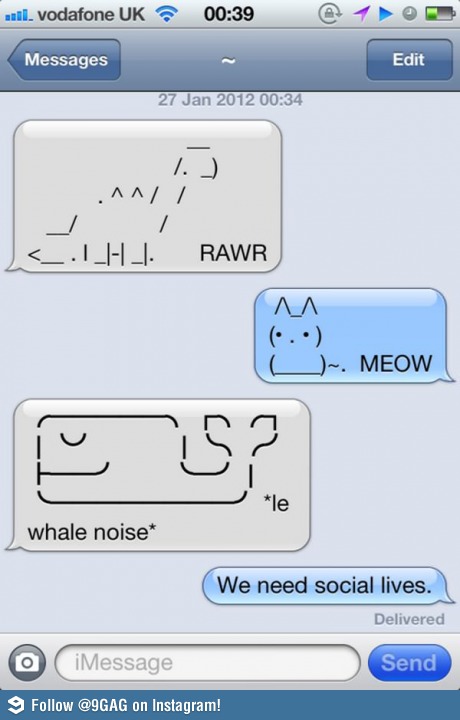 vodafone UK 00:39
Messages ~ Edit
27 Jan 2012 00:34
__
/. _)
. ^ ^ / /
__/ /
<__ . I _|-| _|. RAWR
/\_/\
(• . •)
(____)~. MEOW
*le
whale noise*
We need social lives.
Delivered
iMessage Send
Follow @9GAG on Instagram!